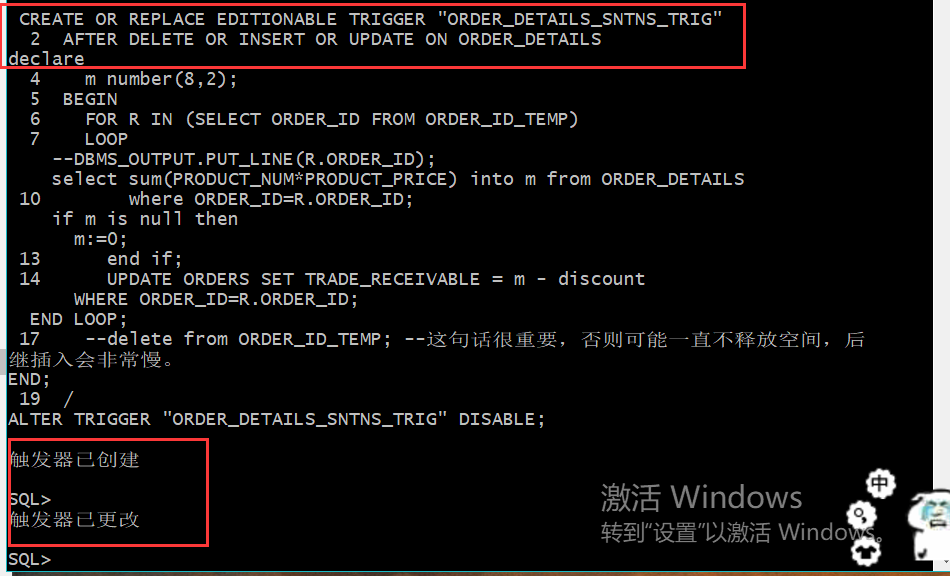 CREATE OR REPLACE EDITIONABLE TRIGGER "ORDER_DETAILS_SNTNS_TRIG"
2 AFTER DELETE OR INSERT OR UPDATE ON ORDER_DETAILS
declare
4 m number(8,2);
5 BEGIN
6 FOR R IN (SELECT ORDER_ID FROM ORDER_ID_TEMP)
7 LOOP
--DBMS_OUTPUT.PUT_LINE(R.ORDER_ID);
select sum(PRODUCT_NUM*PRODUCT_PRICE) into m from ORDER_DETAILS
10 where ORDER_ID=R.ORDER_ID;
if m is null then
m:=0;
13 end if;
14 UPDATE ORDERS SET TRADE_RECEIVABLE = m - discount
WHERE ORDER_ID=R.ORDER_ID;
END LOOP;
17 --delete from ORDER_ID_TEMP; --这句话很重要，否则可能一直不释放空间，后
继插入会非常慢。
END;
19 /
ALTER TRIGGER "ORDER_DETAILS_SNTNS_TRIG" DISABLE;
触发器已创建
SQL>
触发器已更改
SQL>
激活 Windows
转到“设置”以激活 Windows。
中